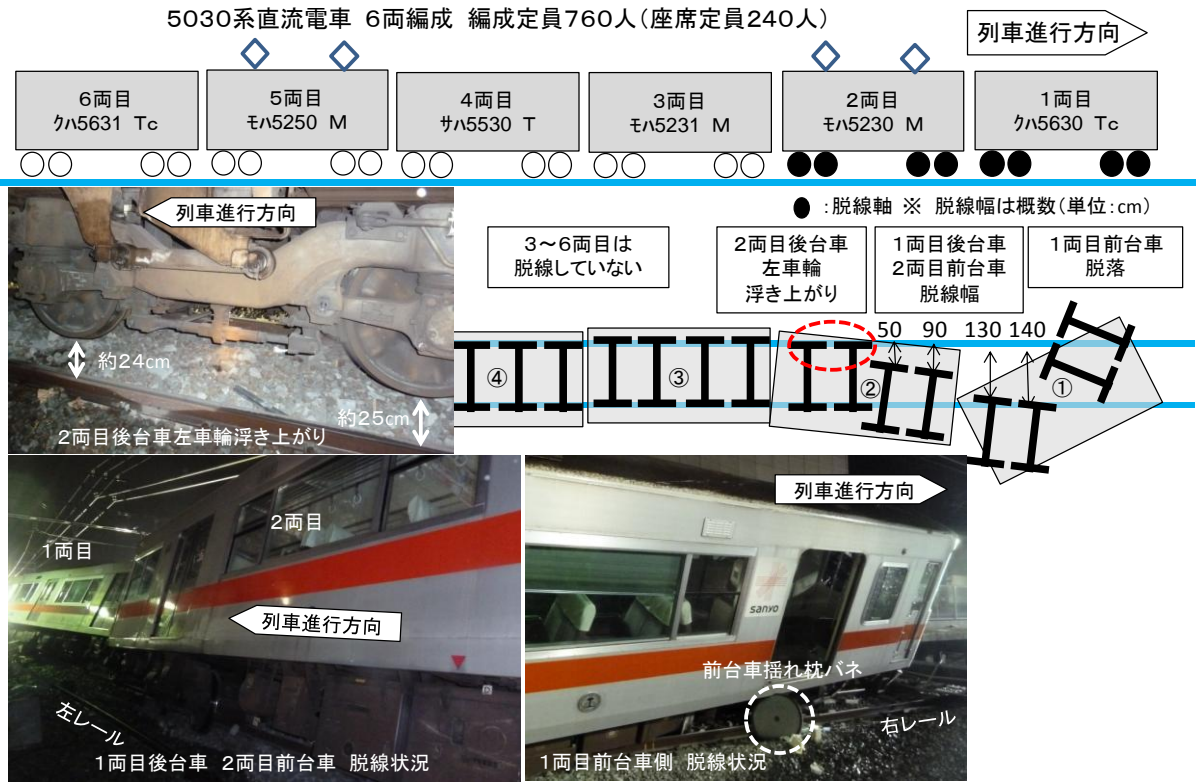 5030系直流電車 6両編成 編成定員760人(座席定員240人)
列車進行方向
6両目
クハ5631 Tc
5両目
モハ5250 M
4両目
サハ5530 T
3両目
モハ5231 M
2両目
モハ5230 M
1両目
クハ5630 Tc
●:脱線軸 ※ 脱線幅は概数(単位:cm)
列車進行方向
約24cm
約25cm
2両目後台車左車輪浮き上がり
3～6両目は
脱線していない
2両目後台車
左車輪
浮き上がり
1両目後台車
2両目前台車
脱線幅
1両目前台車
脱落
50 90 130 140
④ ③ ② ①
2両目
1両目
列車進行方向
左レール
1両目後台車 2両目前台車 脱線状況
列車進行方向
sanyo
前台車揺れ枕バネ
右レール
1両目前台車側 脱線状況